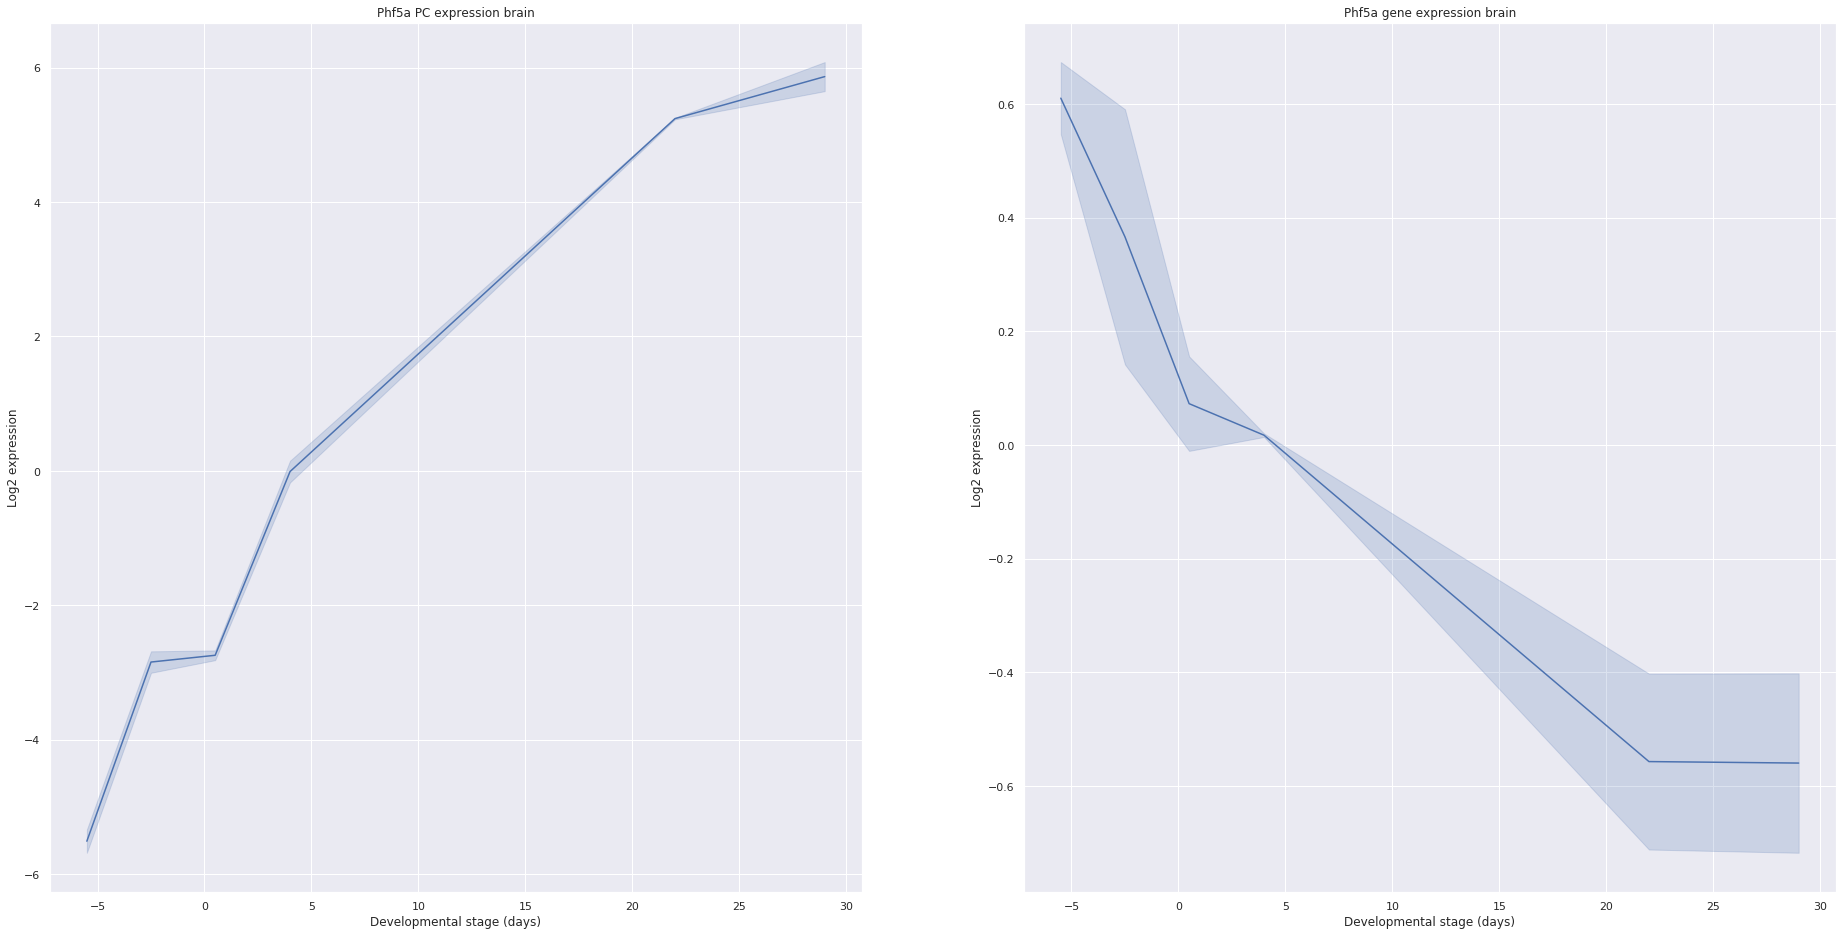 Phf5a PC expression brain
6
4
2
0
−2
−4
−6
Log2 expression
−5 0 5 10 15 20 25 30
Developmental stage (days)
Phf5a gene expression brain
0.6
0.4
0.2
0.0
−0.2
−0.4
−0.6
Log2 expression
−5 0 5 10 15 20 25 30
Developmental stage (days)